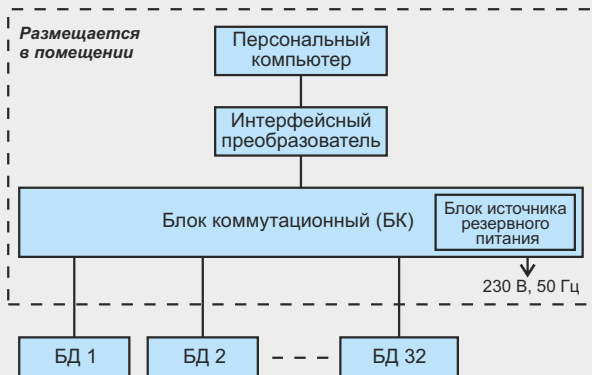 Размещается
в помещении
Персональный
компьютер
Интерфейсный
преобразователь
Блок коммутационный (БК)
Блок источника
резервного
питания
230 В, 50 Гц
БД 1
БД 2
БД 32